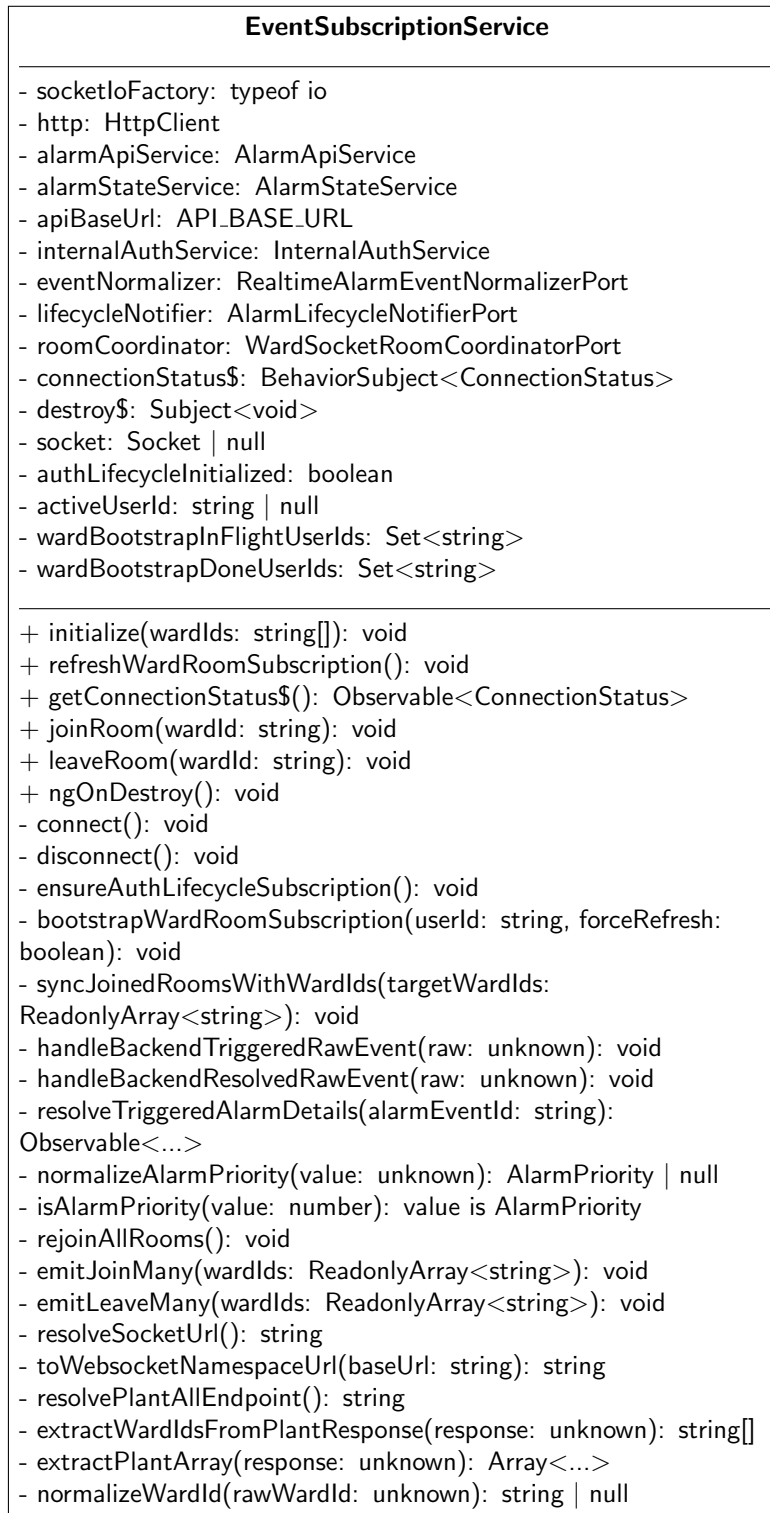 EventSubscriptionService
- socketIoFactory: typeof io
- http: HttpClient
- alarmApiService: AlarmApiService
- alarmStateService: AlarmStateService
- apiBaseUrl: API_BASE_URL
- internalAuthService: InternalAuthService
- eventNormalizer: RealtimeAlarmEventNormalizerPort
- lifecycleNotifier: AlarmLifecycleNotifierPort
- roomCoordinator: WardSocketRoomCoordinatorPort
- connectionStatus$: BehaviorSubject<ConnectionStatus>
- destroy$: Subject<void>
- socket: Socket | null
- authLifecycleInitialized: boolean
- activeUserId: string | null
- wardBootstrapInFlightUserIds: Set<string>
- wardBootstrapDoneUserIds: Set<string>
+ initialize(wardIds: string[]): void
+ refreshWardRoomSubscription(): void
+ getConnectionStatus$(): Observable<ConnectionStatus>
+ joinRoom(wardId: string): void
+ leaveRoom(wardId: string): void
+ ngOnDestroy(): void
- connect(): void
- disconnect(): void
- ensureAuthLifecycleSubscription(): void
- bootstrapWardRoomSubscription(userId: string, forceRefresh:
boolean): void
- syncJoinedRoomsWithWardIds(targetWardIds:
ReadonlyArray<string>): void
- handleBackendTriggeredRawEvent(raw: unknown): void
- handleBackendResolvedRawEvent(raw: unknown): void
- resolveTriggeredAlarmDetails(alarmEventId: string):
Observable<...>
- normalizeAlarmPriority(value: unknown): AlarmPriority | null
- isAlarmPriority(value: number): value is AlarmPriority
- rejoinAllRooms(): void
- emitJoinMany(wardIds: ReadonlyArray<string>): void
- emitLeaveMany(wardIds: ReadonlyArray<string>): void
- resolveSocketUrl(): string
- toWebsocketNamespaceUrl(baseUrl: string): string
- resolvePlantAllEndpoint(): string
- extractWardIdsFromPlantResponse(response: unknown): string[]
- extractPlantArray(response: unknown): Array<...>
- normalizeWardId(rawWardId: unknown): string | null